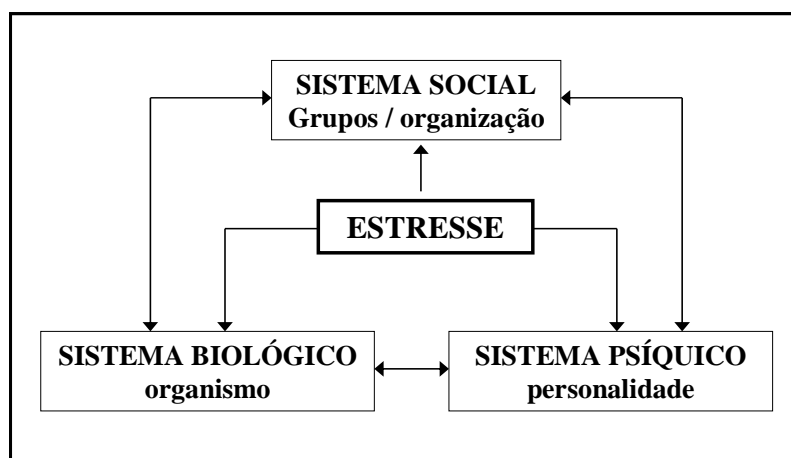 SISTEMA SOCIAL
Grupos / organização
ESTRESSE
SISTEMA BIOLÓGICO
organismo
SISTEMA PSÍQUICO
personalidade